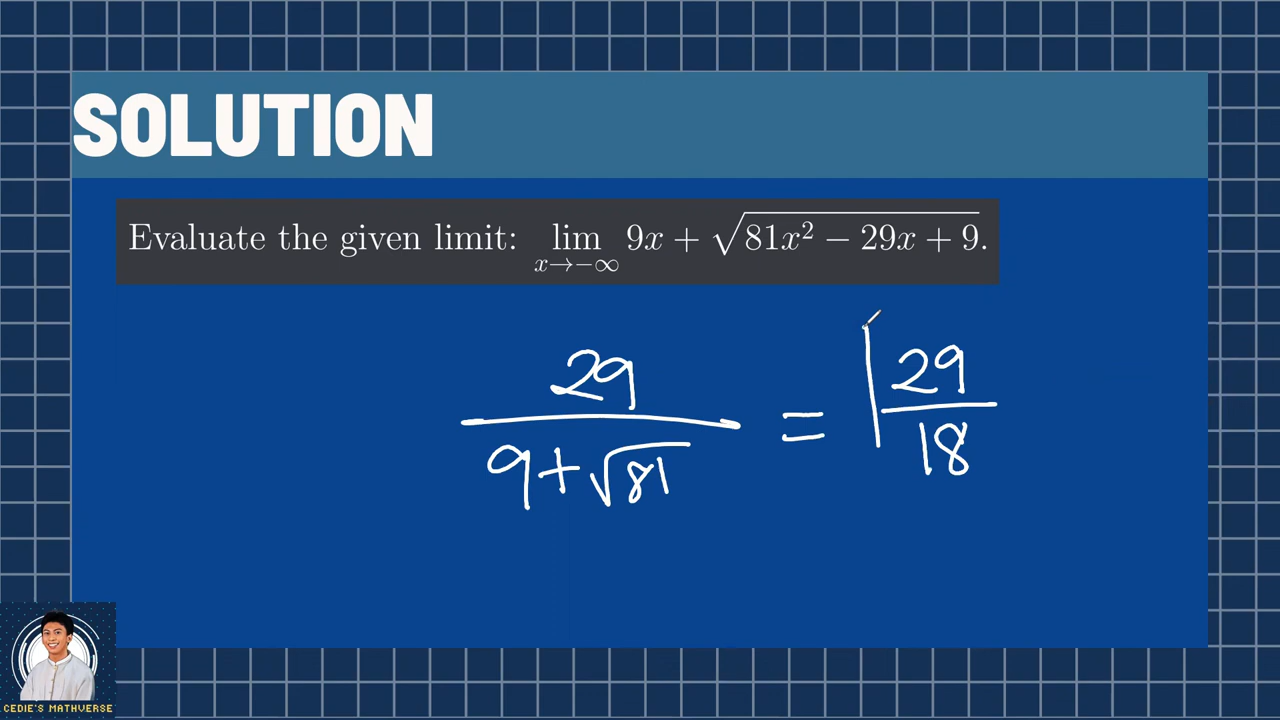 SOLUTION
Evaluate the given limit: lim x→−∞ 9x + √(81x² − 29x + 9).
29 / (9+√81) = 29 / 18
CEDIE'S MATHVERSE